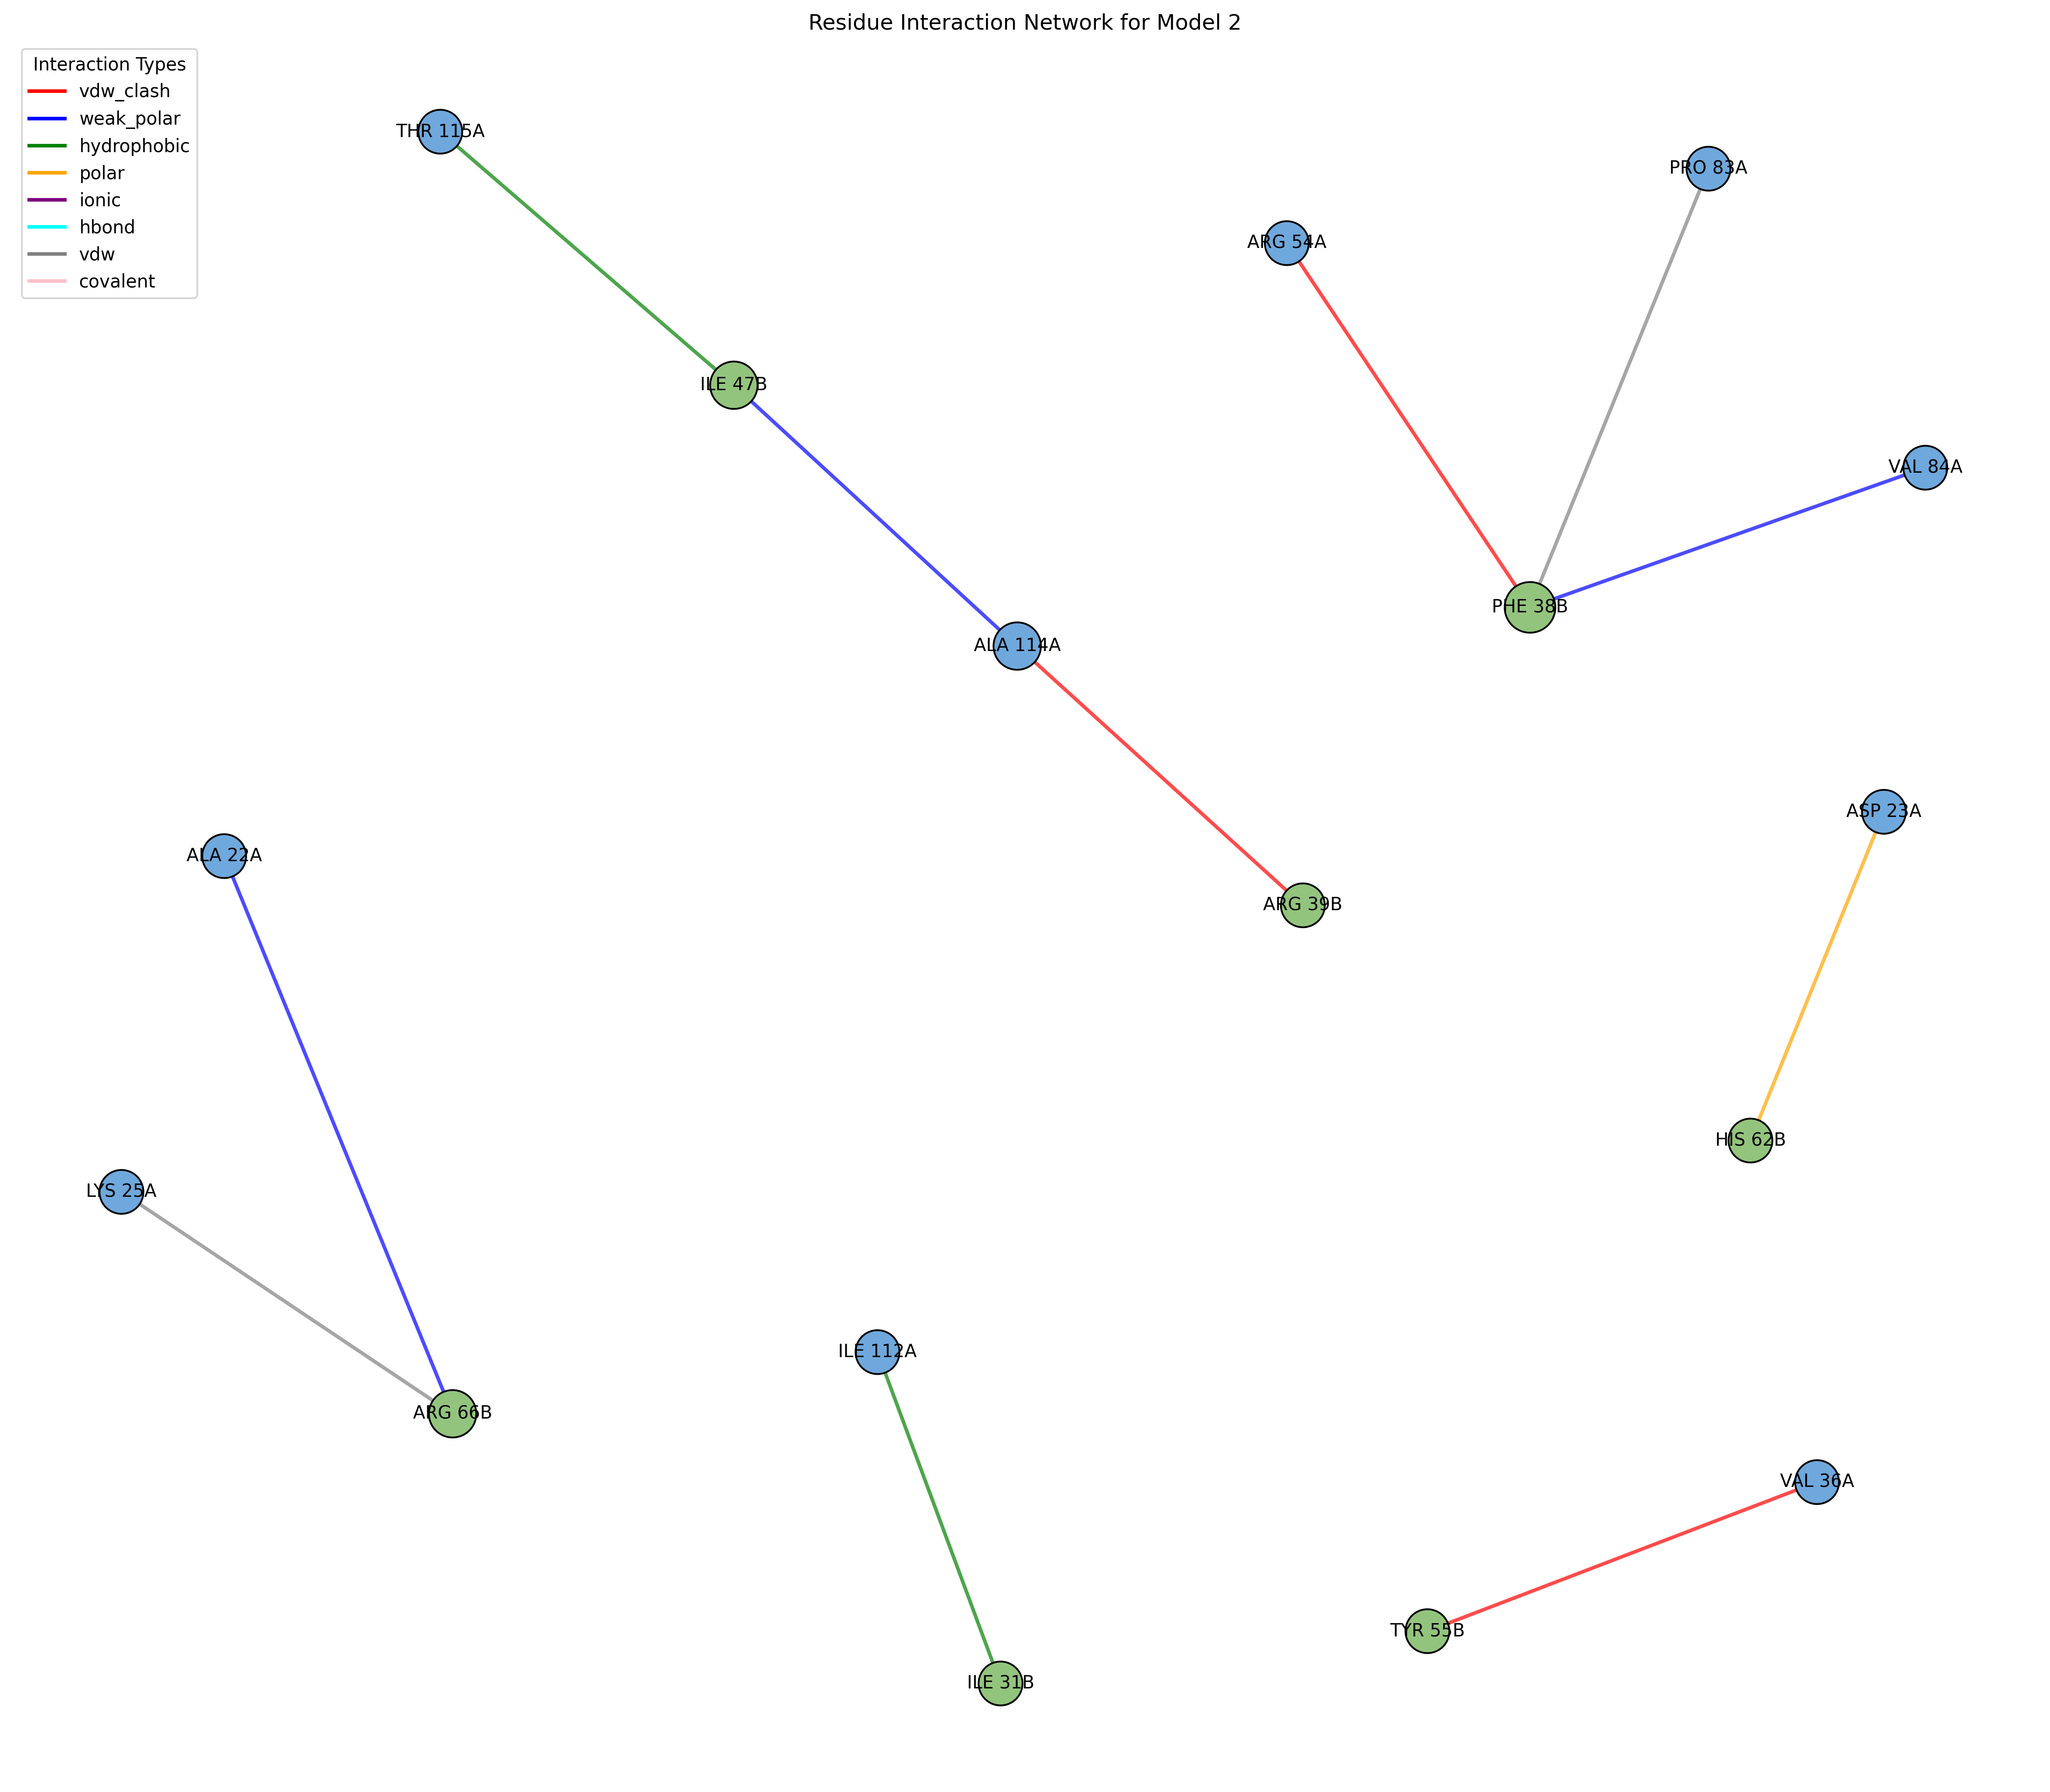 Residue Interaction Network for Model 2
Interaction Types
vdw_clash
weak_polar
hydrophobic
polar
ionic
hbond
vdw
covalent
THR 115A
PRO 83A
ARG 54A
ILE 47B
VAL 84A
PHE 38B
ALA 114A
ASP 23A
ALA 22A
ARG 39B
HIS 62B
LYS 25A
ILE 112A
ARG 66B
VAL 36A
TYR 55B
ILE 31B